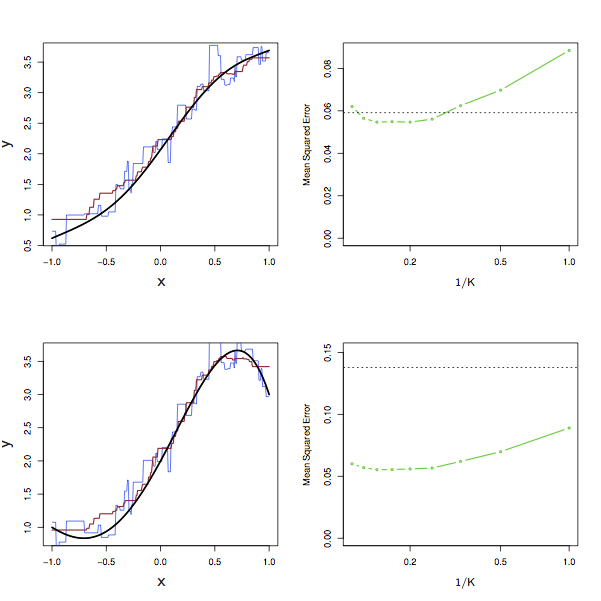 y
0.5 1.0 1.5 2.0 2.5 3.0 3.5
−1.0 −0.5 0.0 0.5 1.0
x
Mean Squared Error
0.00 0.02 0.04 0.06 0.08
0.2 0.5 1.0
1/K
y
1.0 1.5 2.0 2.5 3.0 3.5
−1.0 −0.5 0.0 0.5 1.0
x
Mean Squared Error
0.00 0.05 0.10 0.15
0.2 0.5 1.0
1/K